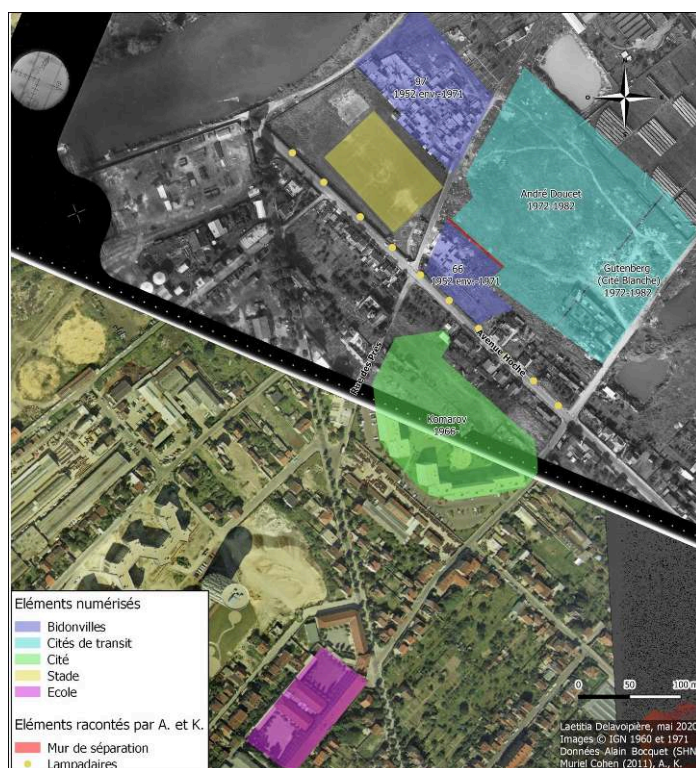 97
1952 env.-1971
André Doucet
1972-1982
Gutenberg
(Cité Blanche)
1972-1982
66
1952 env.-1971
Avenue Hoche
Rue des Prés
Komarov
1966
Eléments numérisés
Bidonvilles
Cités de transit
Cité
Stade
Ecole
Eléments racontés par A. et K.
Mur de séparation
Lampadaires
0 50 100 m
Laetitia Delavoipière, mai 2020
Images © IGN 1960 et 1971
Données Alain Bocquet (SHN)
Muriel Cohen (2011), A., K.